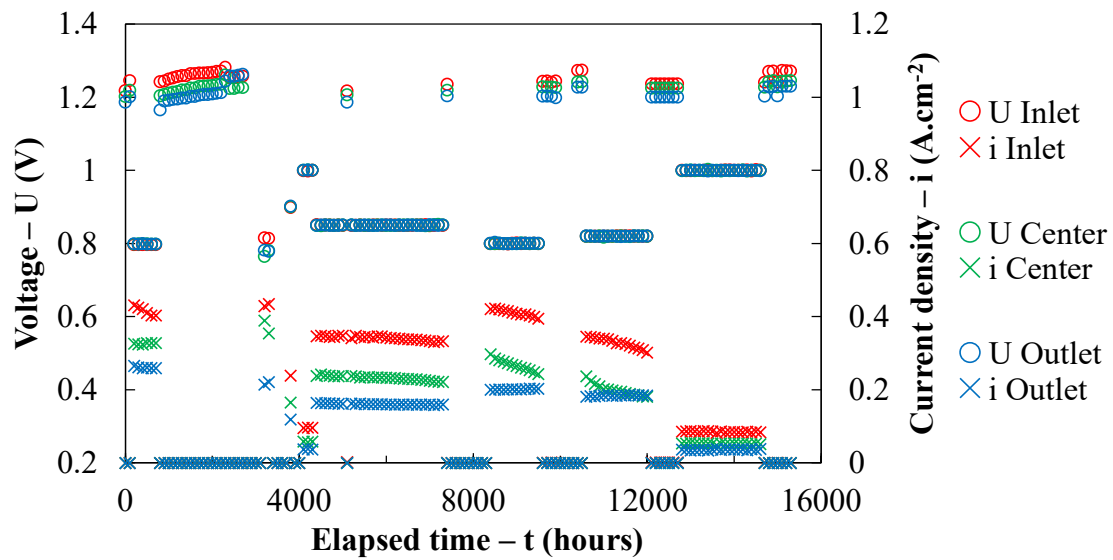 1.4
1.2
1
0.8
0.6
0.4
0.2
Voltage – U (V)
0
4000
8000
12000
16000
Elapsed time – t (hours)
1.2
1
0.8
0.6
0.4
0.2
0
Current density – i (A.cm⁻²)
U Inlet
i Inlet
U Center
i Center
U Outlet
i Outlet